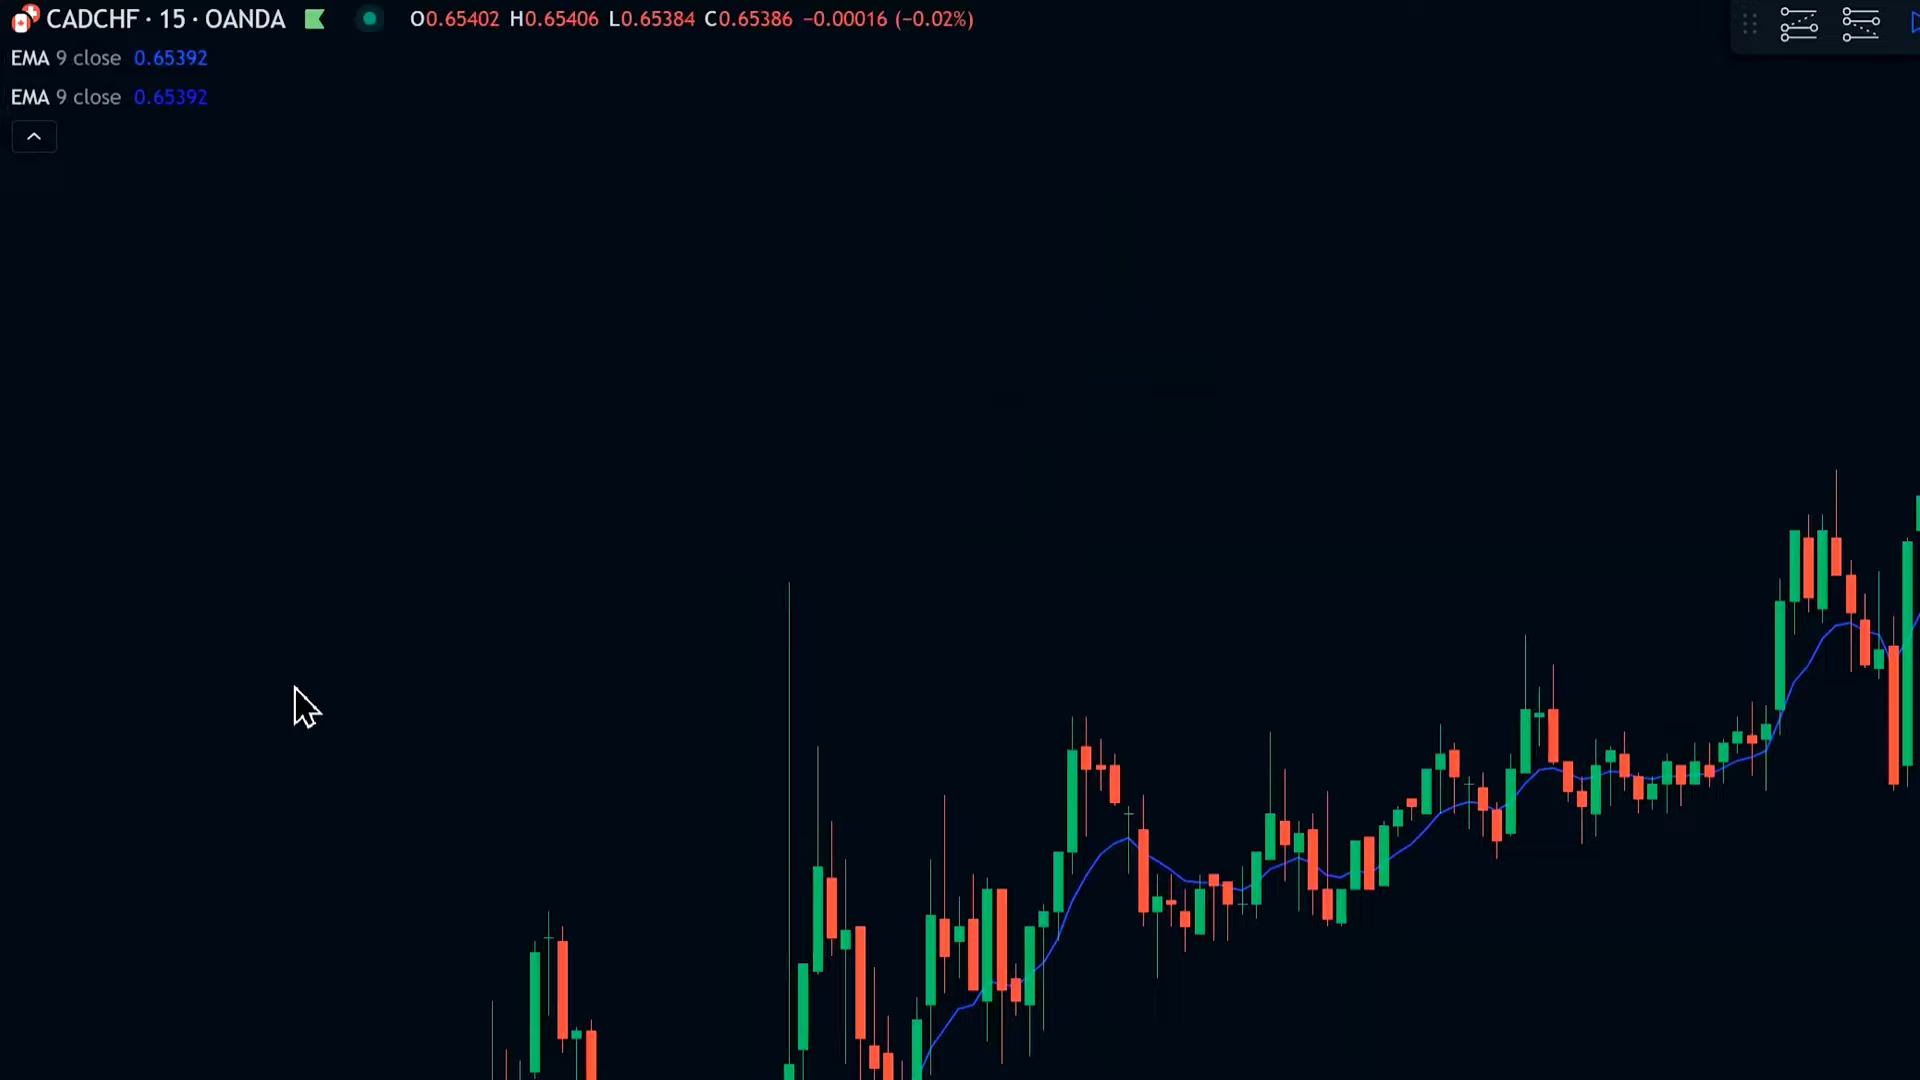 CADCHF · 15 · OANDA O0.65402 H0.65406 L0.65384 C0.65386 −0.00016 (−0.02%)
EMA 9 close 0.65392
EMA 9 close 0.65392